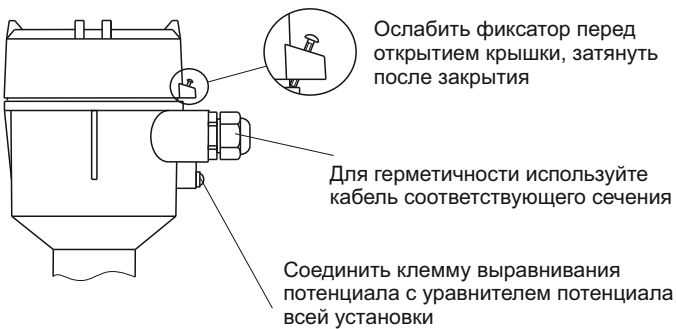 Ослабить фиксатор перед
открытием крышки, затянуть
после закрытия
Для герметичности используйте
кабель соответствующего сечения
Соединить клемму выравнивания
потенциала с уравнителем потенциала
всей установки